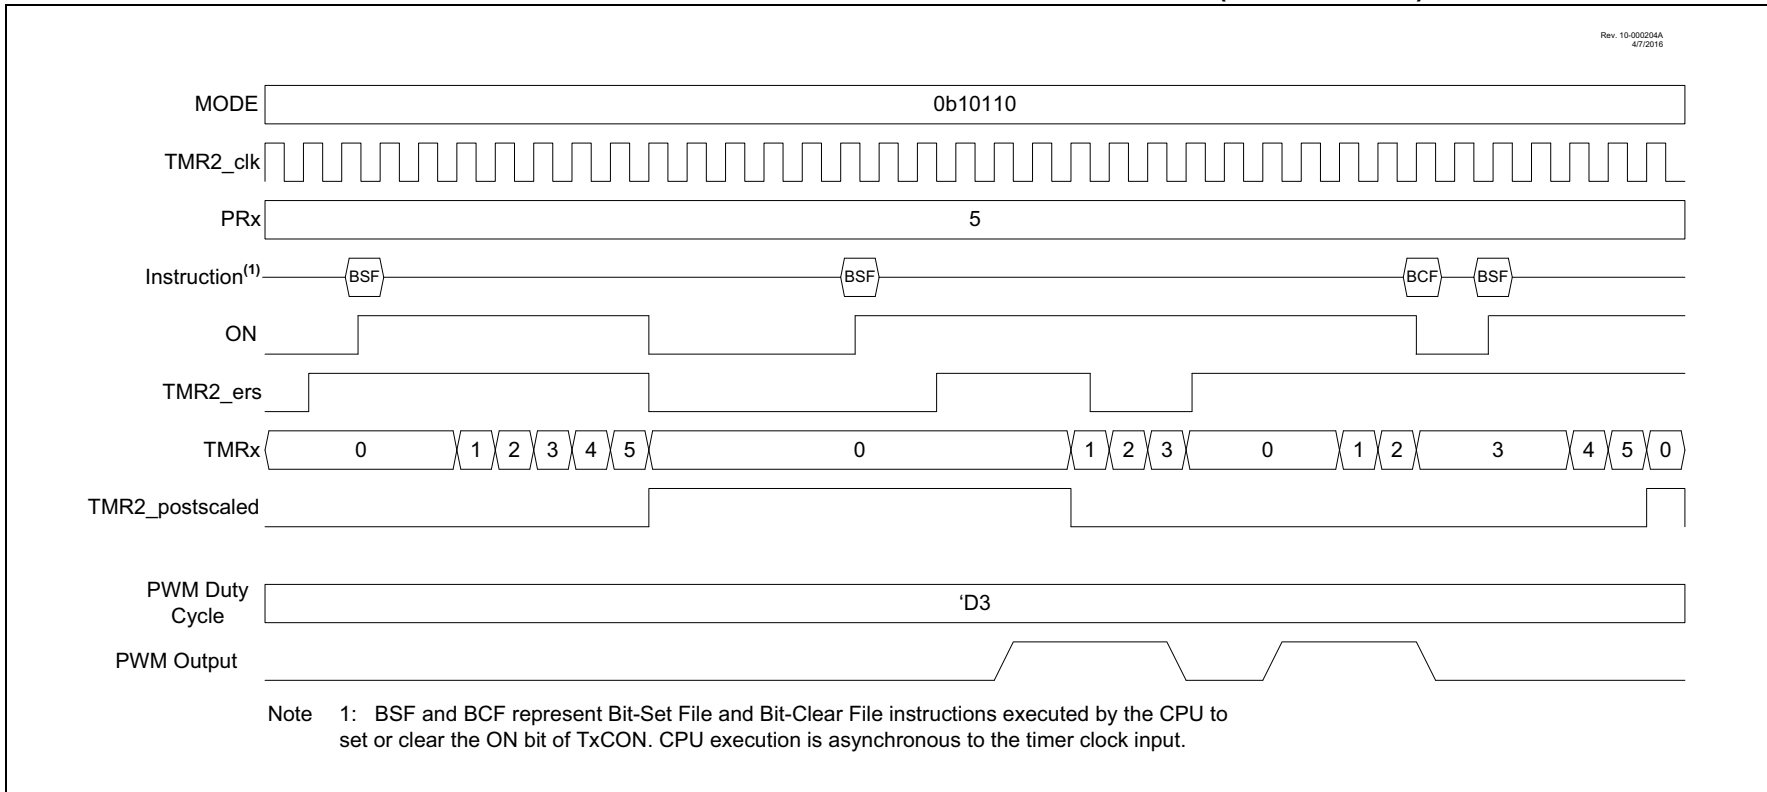 Rev. 10-000204A
4/7/2016
MODE 0b10110
TMR2_clk
PRx 5
Instruction(1) BSF BSF BCF BSF
ON
TMR2_ers
TMRx 0 1 2 3 4 5 0 1 2 3 0 1 2 3 4 5 0
TMR2_postscaled
PWM Duty
Cycle
‘D3
PWM Output
Note 1: BSF and BCF represent Bit-Set File and Bit-Clear File instructions executed by the CPU to
set or clear the ON bit of TxCON. CPU execution is asynchronous to the timer clock input.